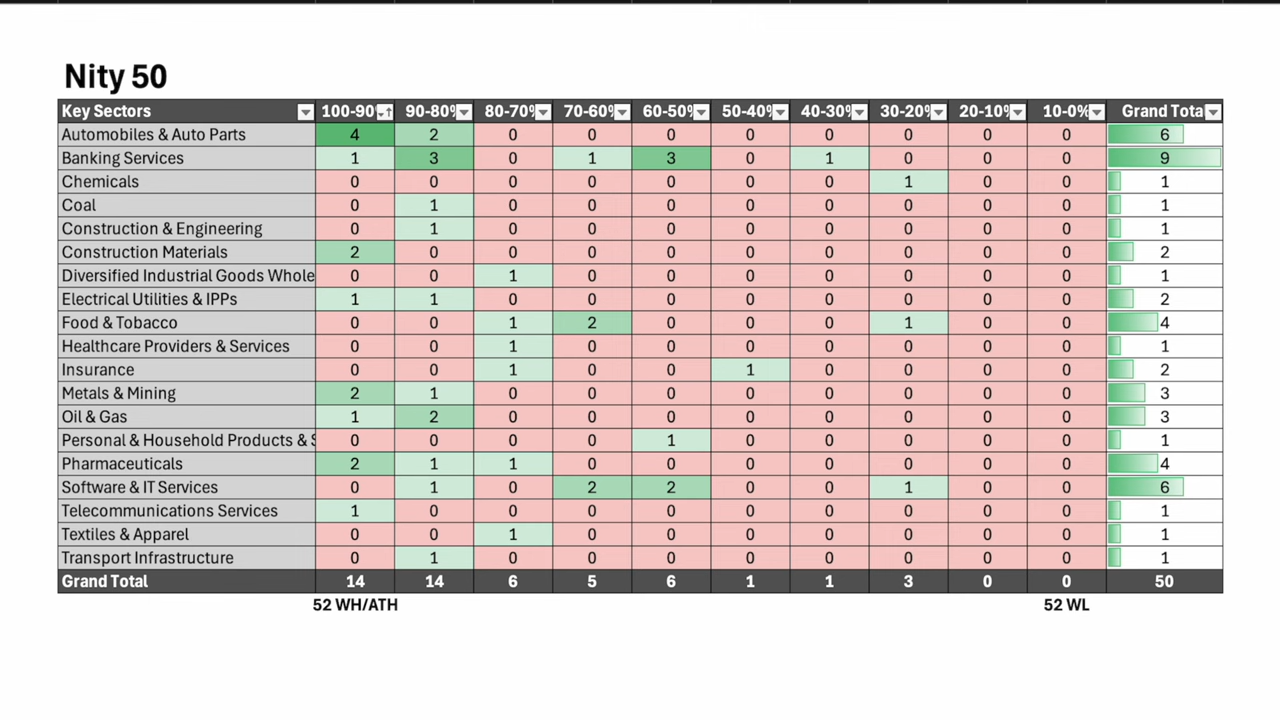 Nity 50
Key Sectors 100-90% 90-80% 80-70% 70-60% 60-50% 50-40% 40-30% 30-20% 20-10% 10-0% Grand Tota
Automobiles & Auto Parts 4 2 0 0 0 0 0 0 0 0 6
Banking Services 1 3 0 1 3 0 1 0 0 0 9
Chemicals 0 0 0 0 0 0 0 1 0 0 1
Coal 0 1 0 0 0 0 0 0 0 0 1
Construction & Engineering 0 1 0 0 0 0 0 0 0 0 1
Construction Materials 2 0 0 0 0 0 0 0 0 0 2
Diversified Industrial Goods Whole 0 0 1 0 0 0 0 0 0 0 1
Electrical Utilities & IPPs 1 1 0 0 0 0 0 0 0 0 2
Food & Tobacco 0 0 1 2 0 0 0 1 0 0 4
Healthcare Providers & Services 0 0 1 0 0 0 0 0 0 0 1
Insurance 0 0 1 0 0 1 0 0 0 0 2
Metals & Mining 2 1 0 0 0 0 0 0 0 0 3
Oil & Gas 1 2 0 0 0 0 0 0 0 0 3
Personal & Household Products & S 0 0 0 0 1 0 0 0 0 0 1
Pharmaceuticals 2 1 1 0 0 0 0 0 0 0 4
Software & IT Services 0 1 0 2 2 0 0 1 0 0 6
Telecommunications Services 1 0 0 0 0 0 0 0 0 0 1
Textiles & Apparel 0 0 1 0 0 0 0 0 0 0 1
Transport Infrastructure 0 1 0 0 0 0 0 0 0 0 1
Grand Total 14 14 6 5 6 1 1 3 0 0 50
52 WH/ATH 52 WL